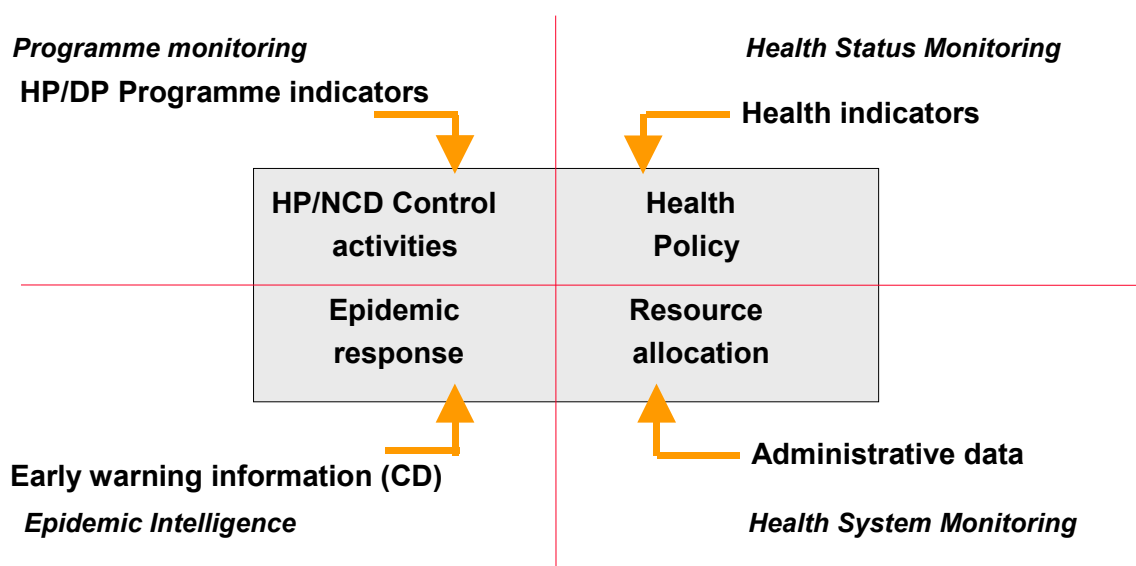 Programme monitoring
HP/DP Programme indicators
Health Status Monitoring
Health indicators
HP/NCD Control
activities
Health
Policy
Epidemic
response
Resource
allocation
Early warning information (CD)
Epidemic Intelligence
Administrative data
Health System Monitoring